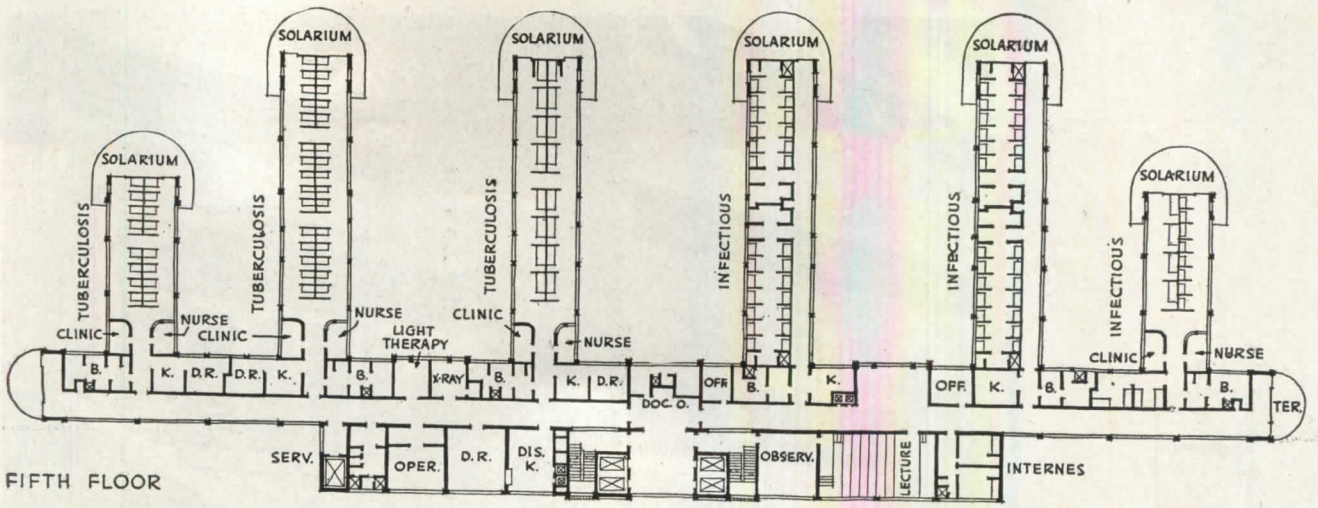 SOLARIUM
SOLARIUM
SOLARIUM
SOLARIUM
SOLARIUM
SOLARIUM
TUBERCULOSIS
TUBERCULOSIS
TUBERCULOSIS
INFECTIOUS
INFECTIOUS
INFECTIOUS
CLINIC
NURSE
CLINIC
NURSE
LIGHT
THERAPY
CLINIC
NURSE
CLINIC
NURSE
B.
K.
D.R.
D.R.
K.
B.
X-RAY
B.
K.
D.R.
DOC. O.
OFF.
B.
K.
OFF.
K.
B.
B.
TER.
SERV.
OPER.
D.R.
DIS.
K.
OBSERV.
LECTURE
INTERNES
FIFTH FLOOR